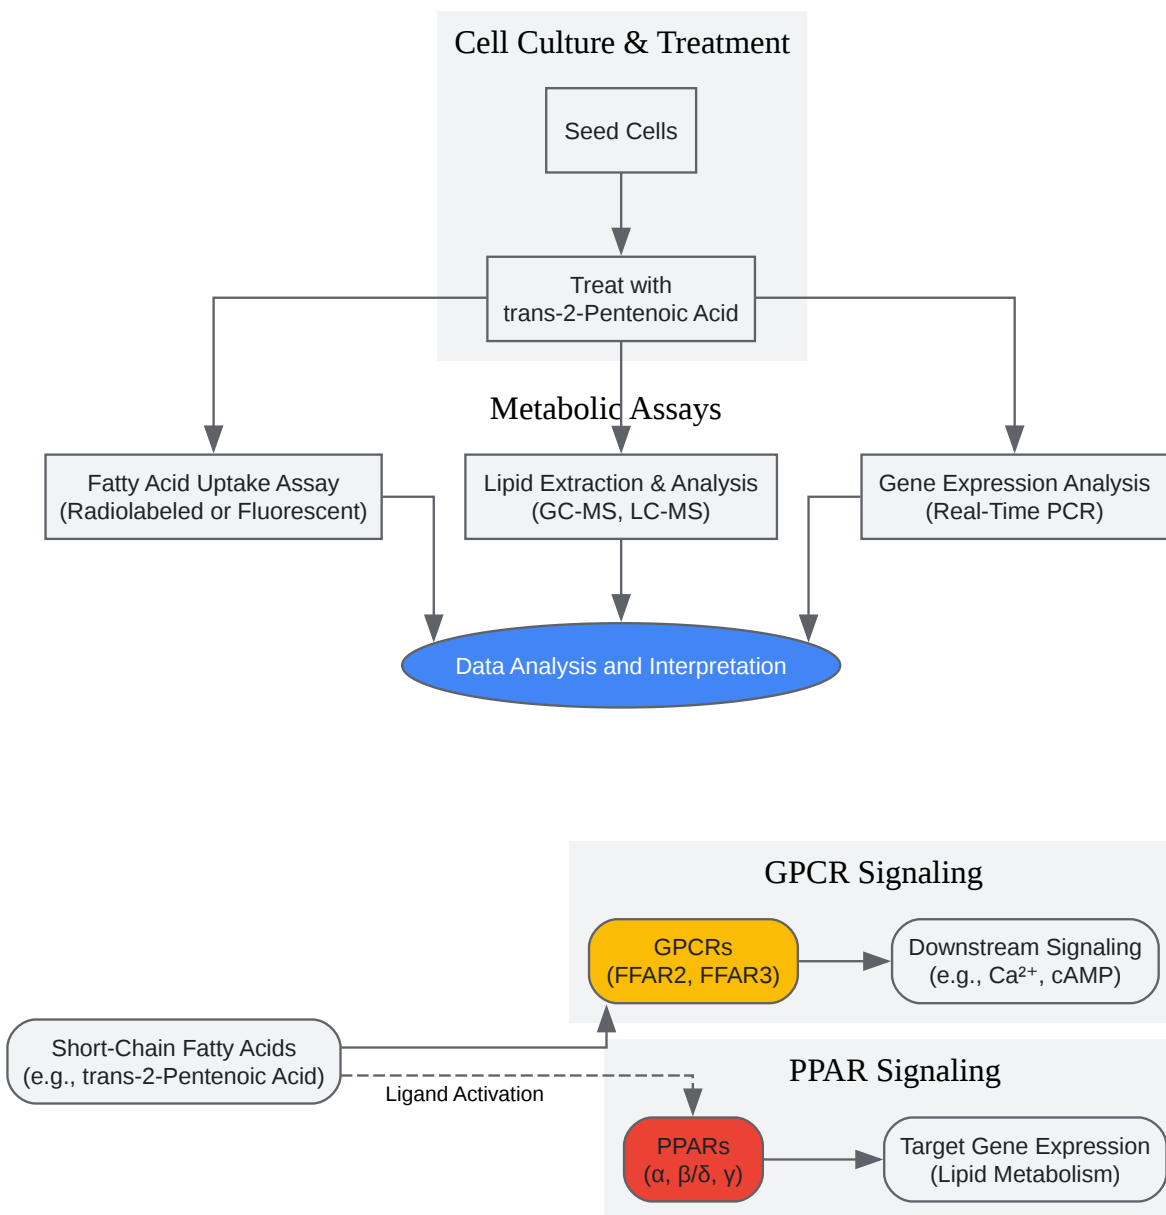 Cell Culture & Treatment
Seed Cells
Treat with
trans-2-Pentenoic Acid
Metabolic Assays
Fatty Acid Uptake Assay
(Radiolabeled or Fluorescent)
Lipid Extraction & Analysis
(GC-MS, LC-MS)
Gene Expression Analysis
(Real-Time PCR)
Data Analysis and Interpretation
GPCR Signaling
GPCRs
(FFAR2, FFAR3)
Downstream Signaling
(e.g., Ca²⁺, cAMP)
Short-Chain Fatty Acids
(e.g., trans-2-Pentenoic Acid)
Ligand Activation
PPAR Signaling
PPARs
(α, β/δ, γ)
Target Gene Expression
(Lipid Metabolism)